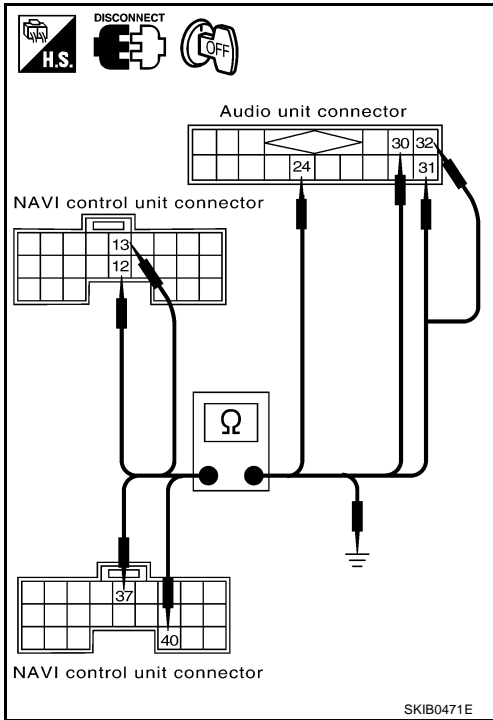 DISCONNECT
H.S.
OFF
Audio unit connector
30 32
24 31
NAVI control unit connector
13
12
Ω
37
40
NAVI control unit connector
SKIB0471E